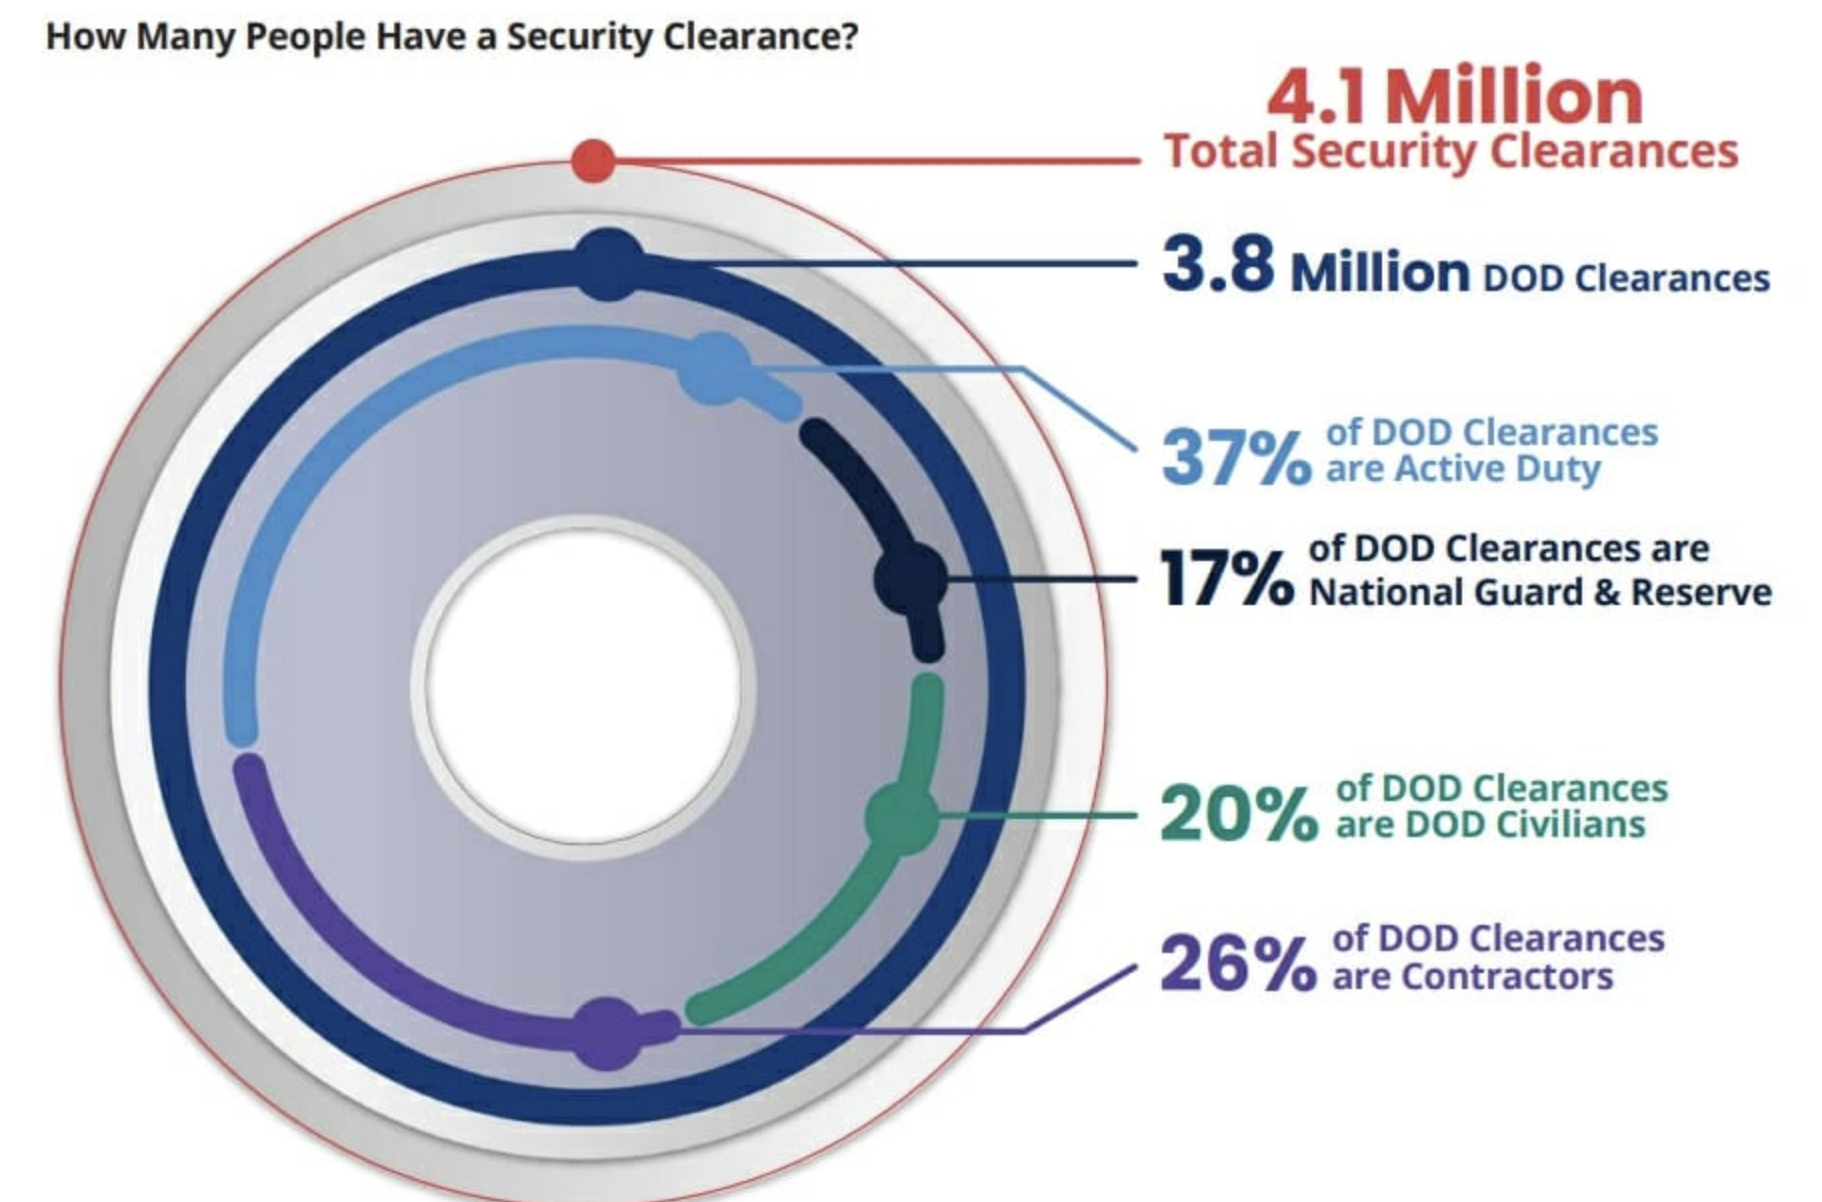 How Many People Have a Security Clearance?
4.1 Million
Total Security Clearances
3.8 Million DOD Clearances
37% of DOD Clearances
are Active Duty
17% of DOD Clearances are
National Guard & Reserve
20% of DOD Clearances
are DOD Civilians
26% of DOD Clearances
are Contractors